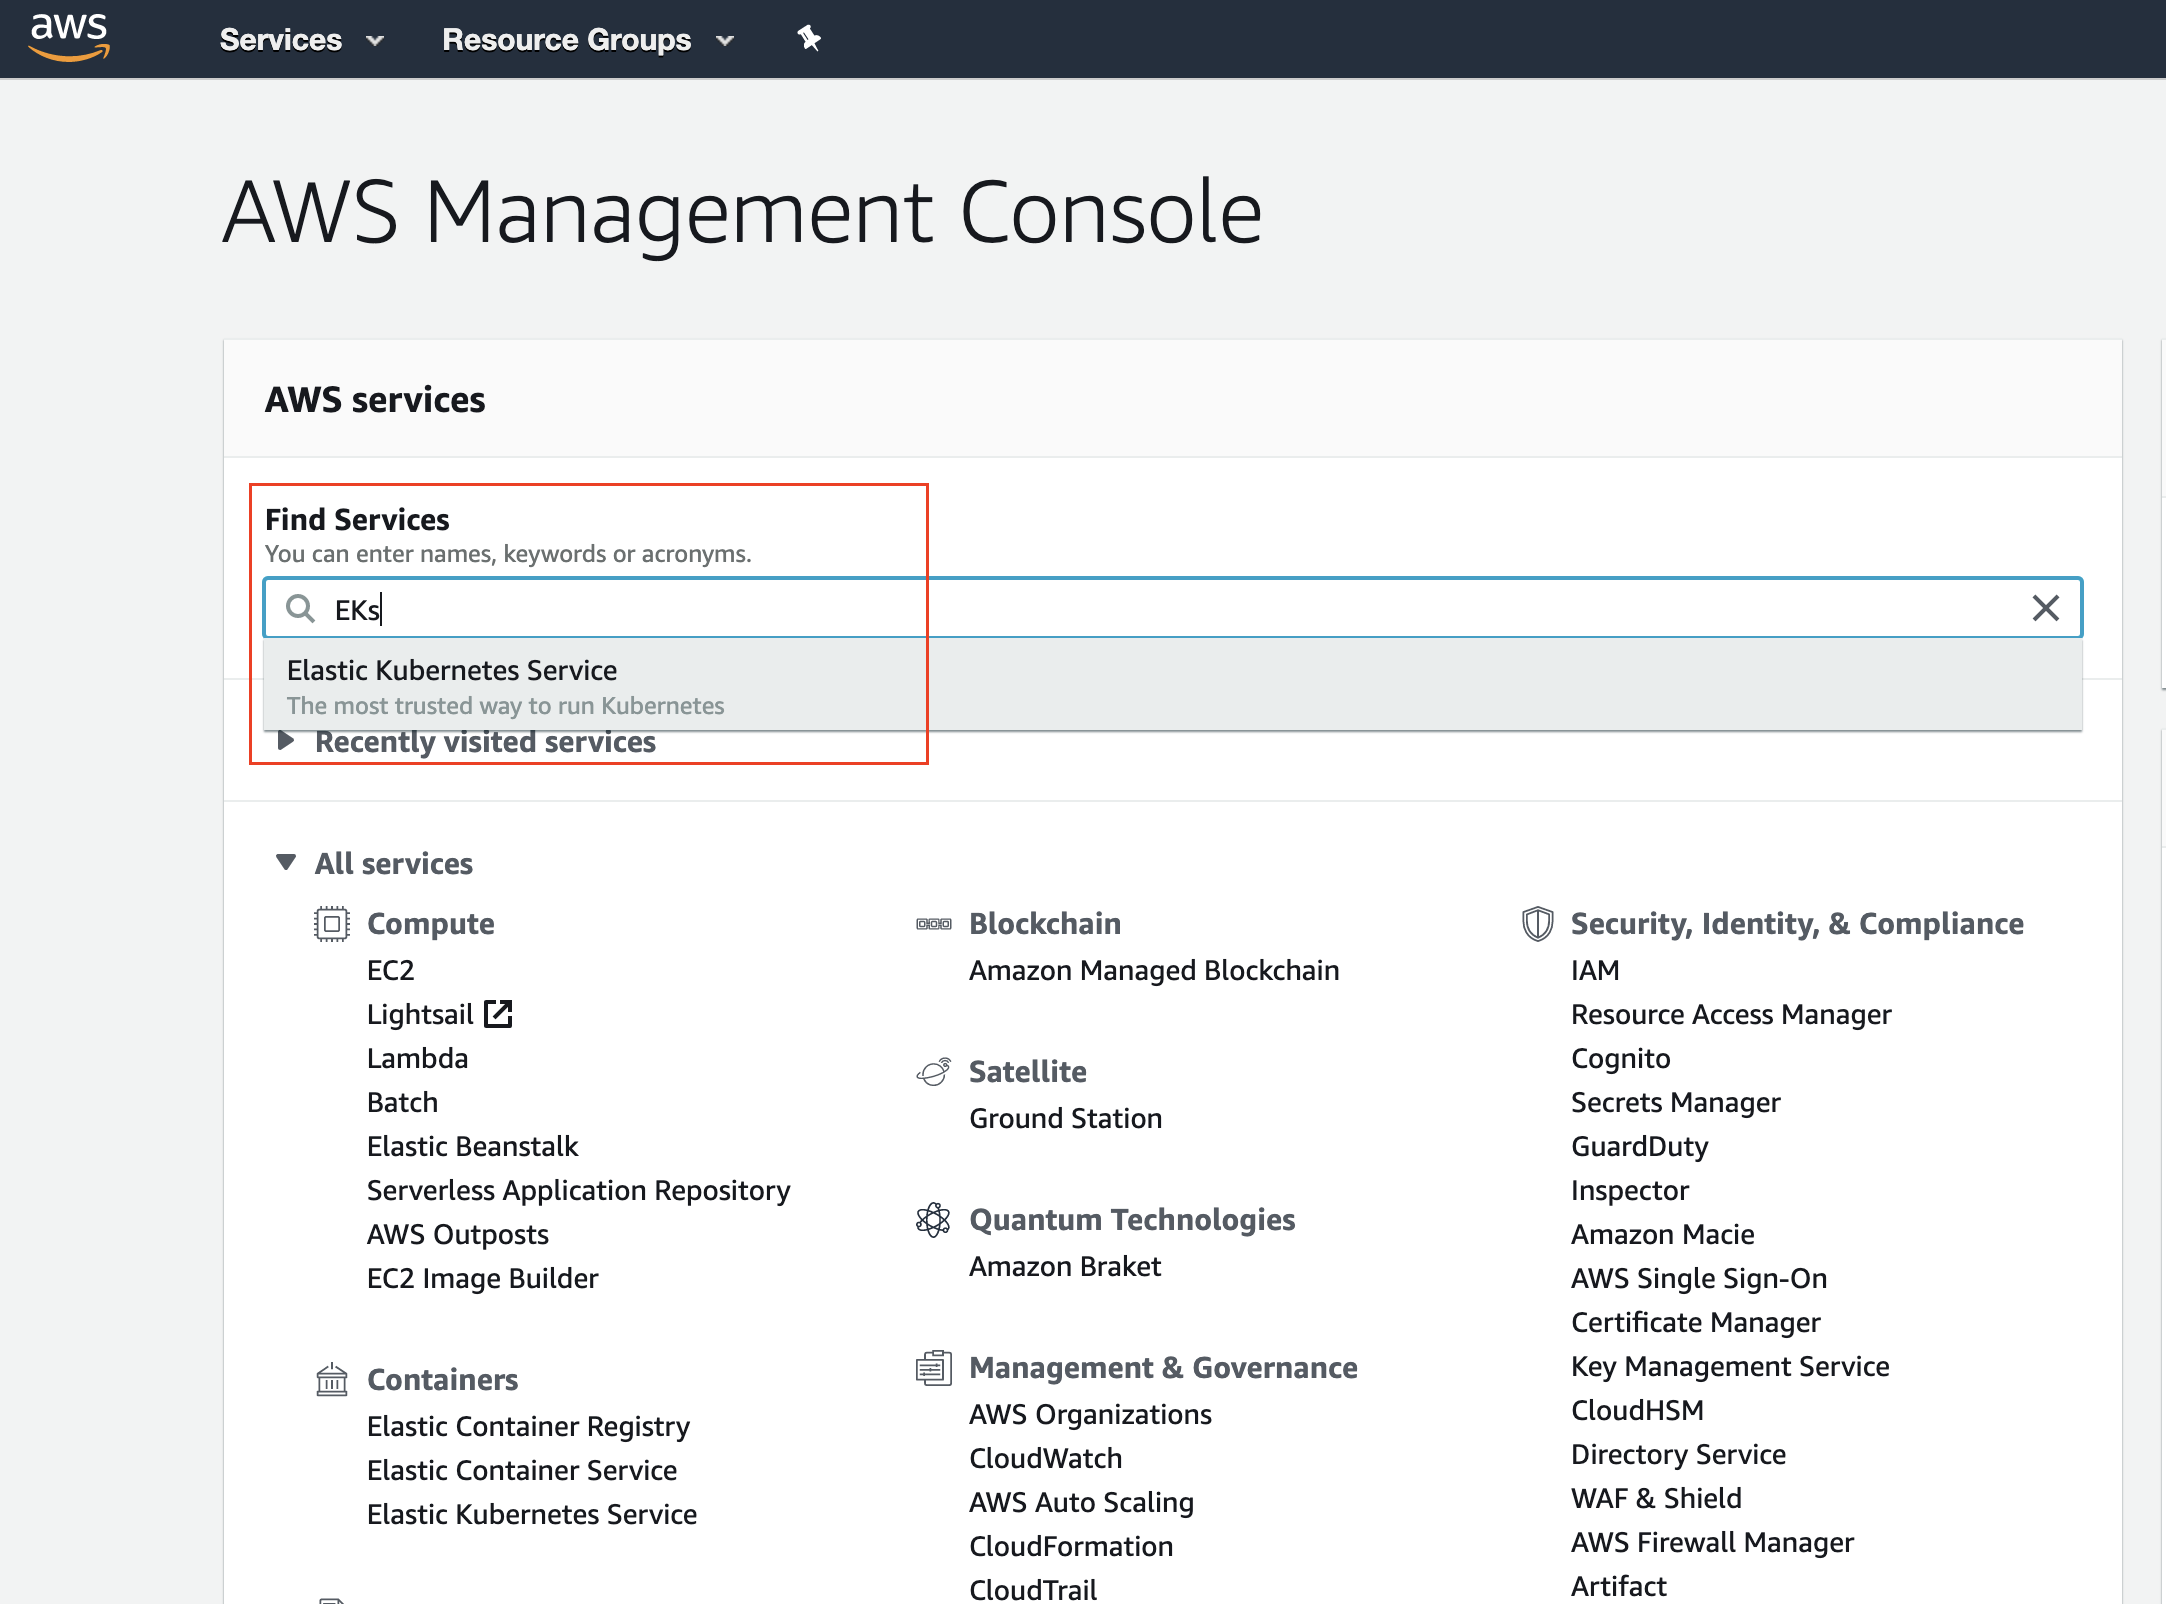 aws Services Resource Groups
AWS Management Console
AWS services
Find Services
You can enter names, keywords or acronyms.
EKs
Elastic Kubernetes Service
The most trusted way to run Kubernetes
Recently visited services
All services
Compute
EC2
Lightsail
Lambda
Batch
Elastic Beanstalk
Serverless Application Repository
AWS Outposts
EC2 Image Builder
Containers
Elastic Container Registry
Elastic Container Service
Elastic Kubernetes Service
Blockchain
Amazon Managed Blockchain
Satellite
Ground Station
Quantum Technologies
Amazon Braket
Management & Governance
AWS Organizations
CloudWatch
AWS Auto Scaling
CloudFormation
CloudTrail
Security, Identity, & Compliance
IAM
Resource Access Manager
Cognito
Secrets Manager
GuardDuty
Inspector
Amazon Macie
AWS Single Sign-On
Certificate Manager
Key Management Service
CloudHSM
Directory Service
WAF & Shield
AWS Firewall Manager
Artifact